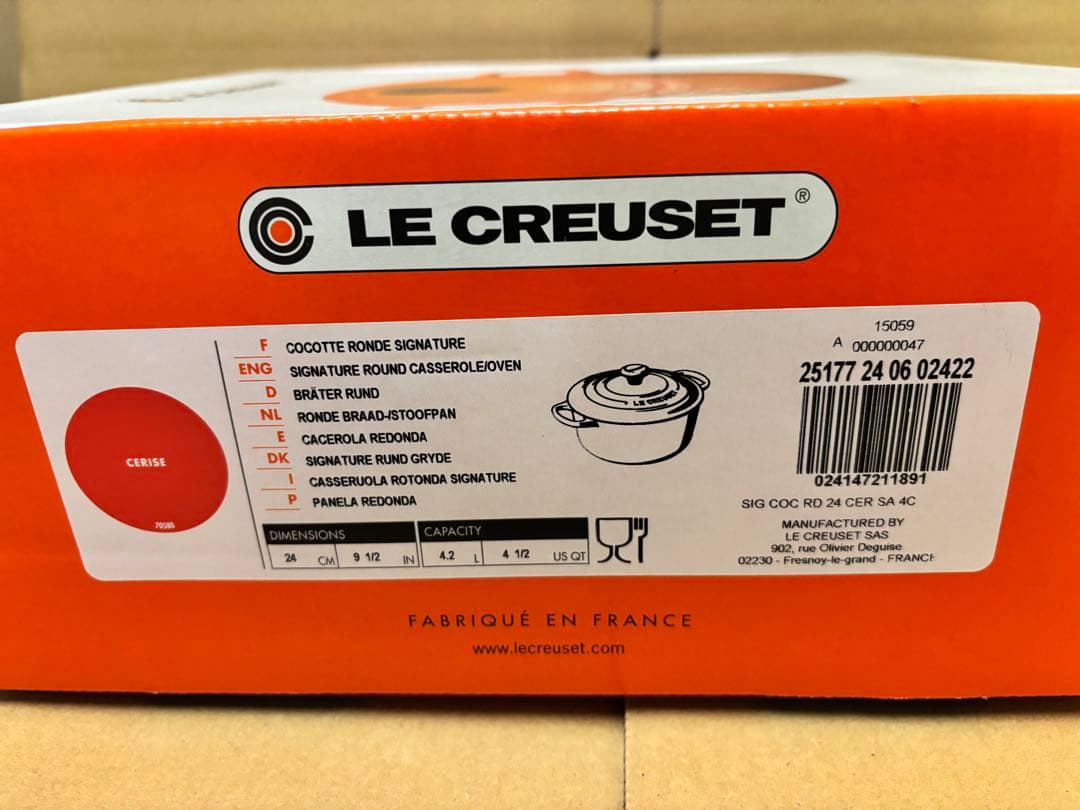 LE CREUSET®
CERISE
70586
F COCOTTE RONDE SIGNATURE
ENG SIGNATURE ROUND CASSEROLE/OVEN
D BRÄTER RUND
NL RONDE BRAAD-/STOOFPAN
E CACEROLA REDONDA
DK SIGNATURE RUND GRYDE
I CASSERUOLA ROTONDA SIGNATURE
P PANELA REDONDA
DIMENSIONS CAPACITY
24 CM 9 1/2 IN 4.2 L 4 1/2 US QT
15059
A 000000047
25177 24 06 02422
024147211891
SIG COC RD 24 CER SA 4C
MANUFACTURED BY
LE CREUSET SAS
902, rue Olivier Deguise
02230 - Fresnoy-le-grand - FRANCE
FABRIQUÉ EN FRANCE
www.lecreuset.com